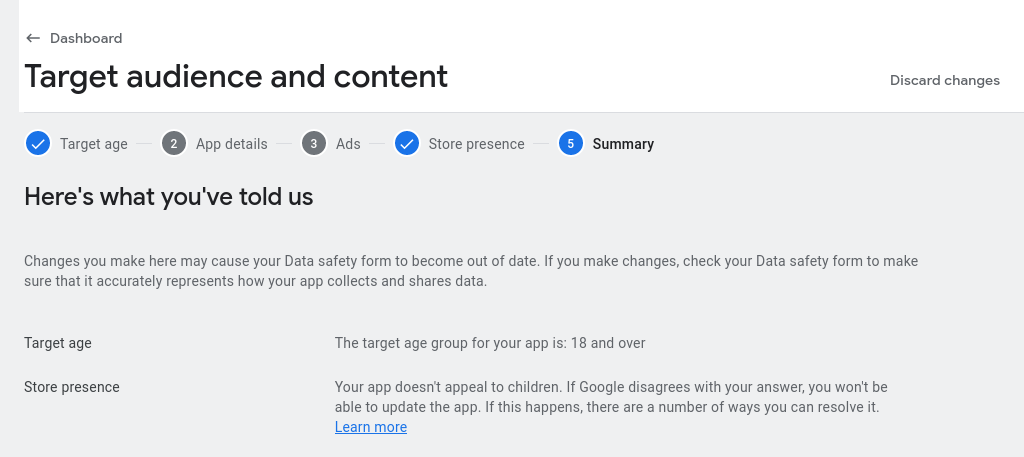 ← Dashboard
Target audience and content
Discard changes
Target age
2 App details
3 Ads
Store presence
5 Summary
Here's what you've told us
Changes you make here may cause your Data safety form to become out of date. If you make changes, check your Data safety form to make
sure that it accurately represents how your app collects and shares data.
Target age
The target age group for your app is: 18 and over
Store presence
Your app doesn't appeal to children. If Google disagrees with your answer, you won't be
able to update the app. If this happens, there are a number of ways you can resolve it.
Learn more